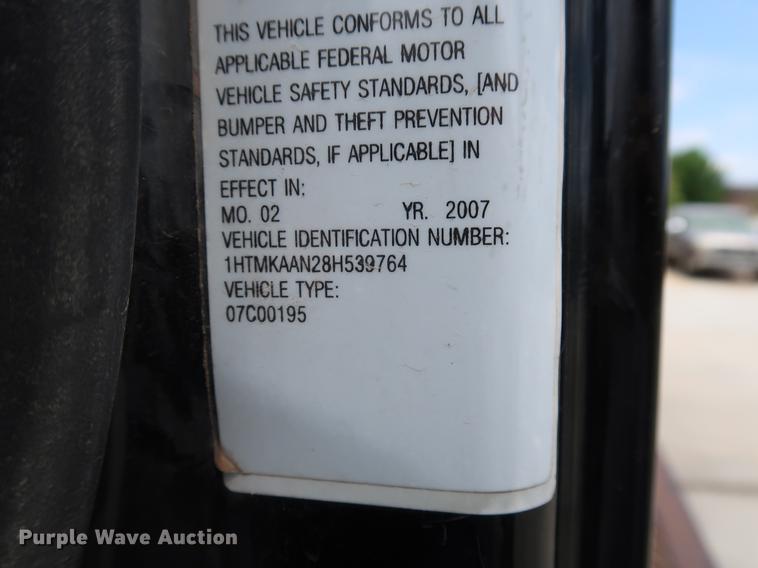 THIS VEHICLE CONFORMS TO ALL
APPLICABLE FEDERAL MOTOR
VEHICLE SAFETY STANDARDS, [AND
BUMPER AND THEFT PREVENTION
STANDARDS, IF APPLICABLE] IN
EFFECT IN:
MO. 02 YR. 2007
VEHICLE IDENTIFICATION NUMBER:
1HTMKAAN28H539764
VEHICLE TYPE:
07C00195
Purple Wave Auction®